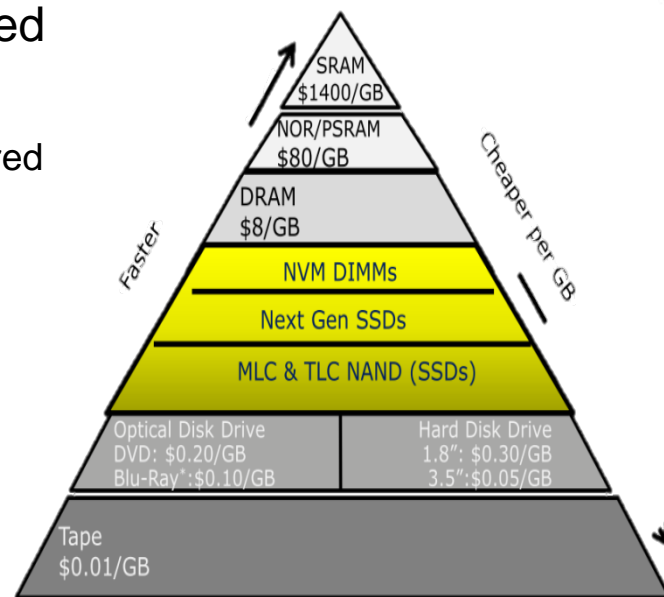 ed
ed
Faster
Cheaper per GB
SRAM
$1400/GB
NOR/PSRAM
$80/GB
DRAM
$8/GB
NVM DIMMs
Next Gen SSDs
MLC & TLC NAND (SSDs)
Optical Disk Drive
DVD: $0.20/GB
Blu-Ray*:$0.10/GB
Hard Disk Drive
1.8”: $0.30/GB
3.5”:$0.05/GB
Tape
$0.01/GB